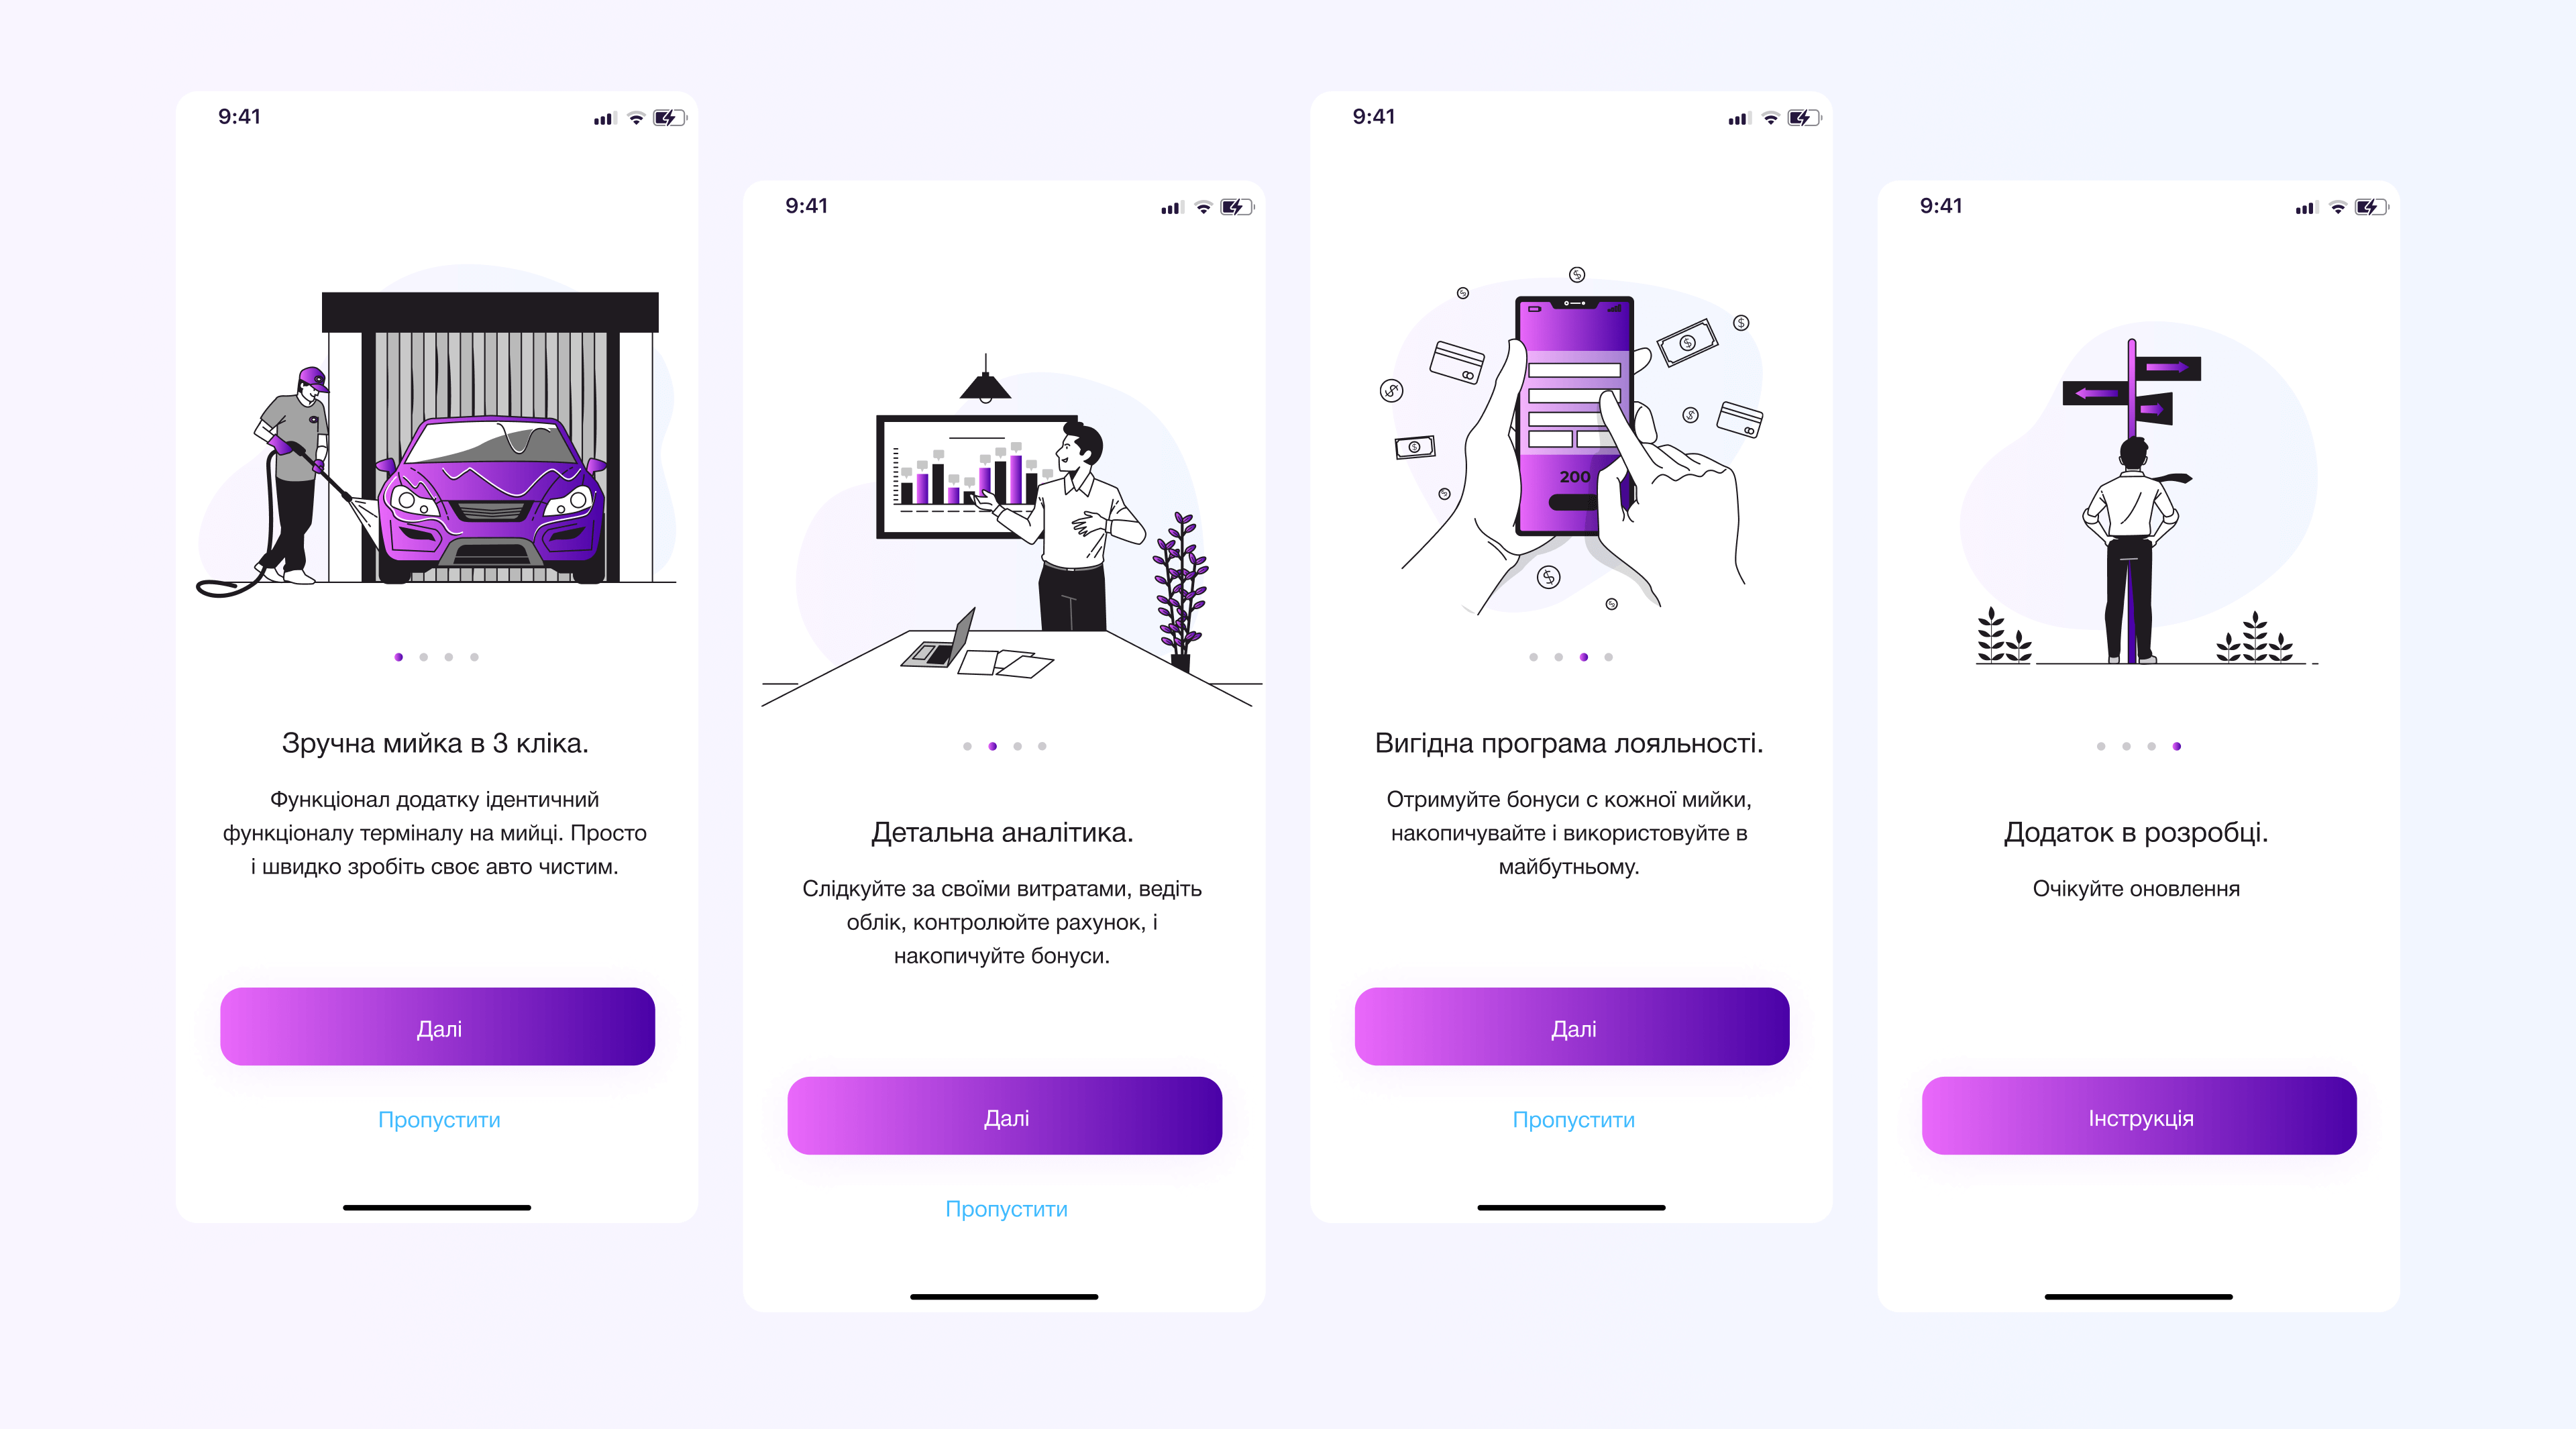 9:41
Зручна мийка в 3 кліка.
Функціонал додатку ідентичний
функціоналу терміналу на мийці. Просто
і швидко зробіть своє авто чистим.
Далі
Пропустити
9:41
Детальна аналітика.
Слідкуйте за своїми витратами, ведіть
облік, контролюйте рахунок, і
накопичуйте бонуси.
Далі
Пропустити
9:41
200
Вигідна програма лояльності.
Отримуйте бонуси с кожної мийки,
накопичувайте і використовуйте в
майбутньому.
Далі
Пропустити
9:41
Додаток в розробці.
Очікуйте оновлення
Інструкція